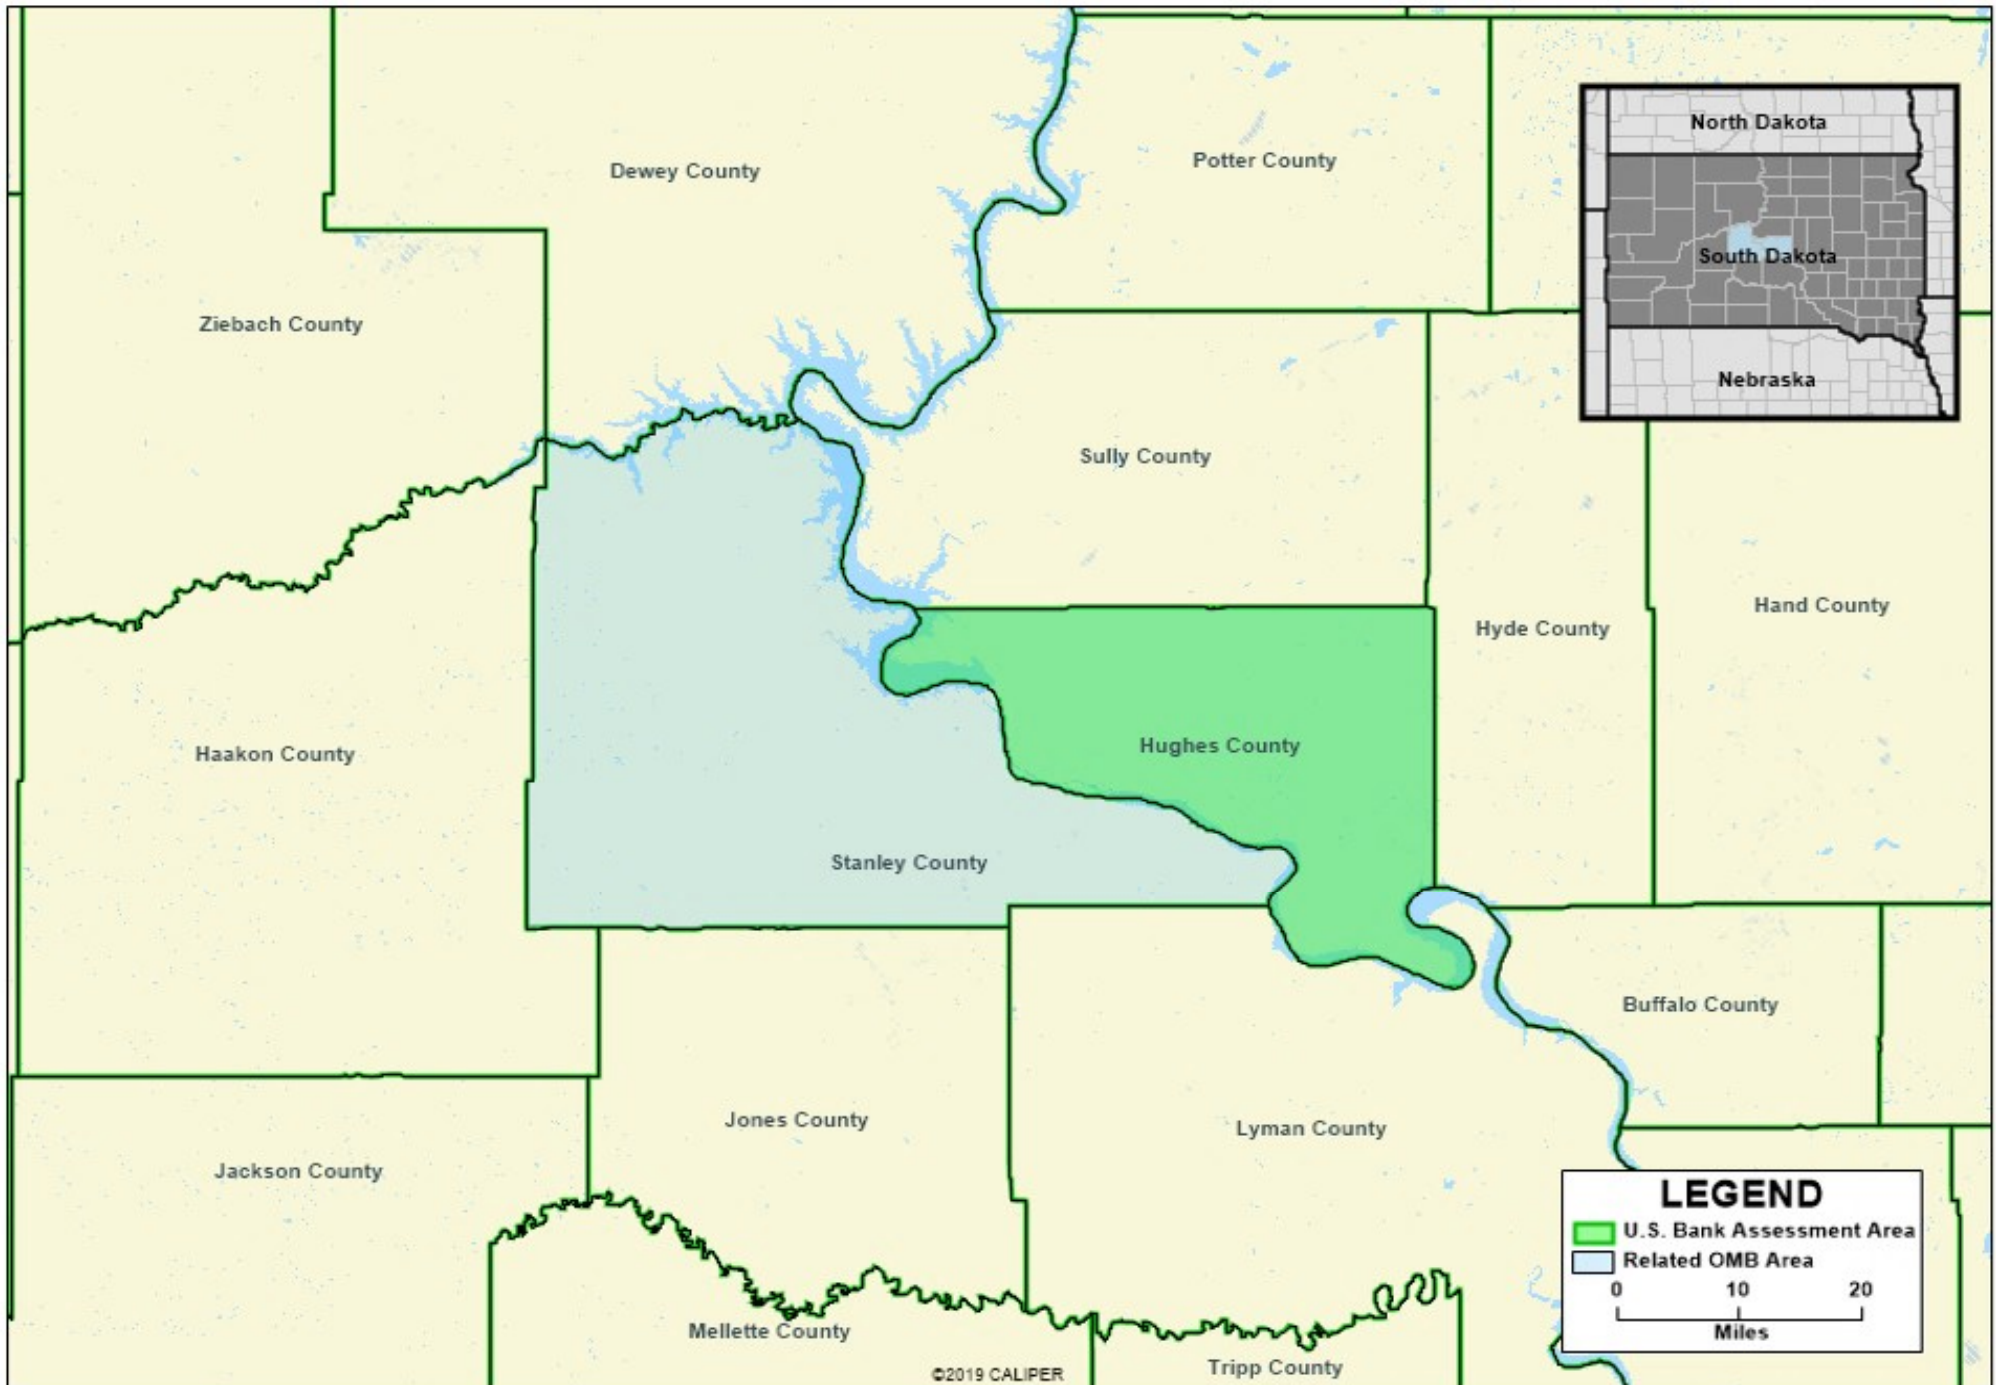 Dewey County
Potter County
North Dakota
South Dakota
Nebraska
Ziebach County
Sully County
Hyde County
Hand County
Haakon County
Hughes County
Stanley County
Buffalo County
Jones County
Lyman County
Jackson County
Mellette County
Tripp County
©2019 CALIPER
LEGEND
U.S. Bank Assessment Area
Related OMB Area
0 10 20
Miles